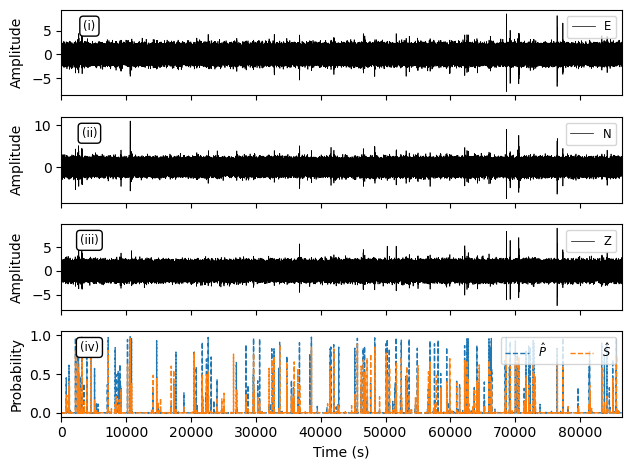 Amplitude
5
0
−5
(i)
E
Amplitude
10
0
(ii)
N
Amplitude
5
0
−5
(iii)
Z
Probability
1.0
0.5
0.0
(iv)
P̂ Ŝ
0 10000 20000 30000 40000 50000 60000 70000 80000
Time (s)